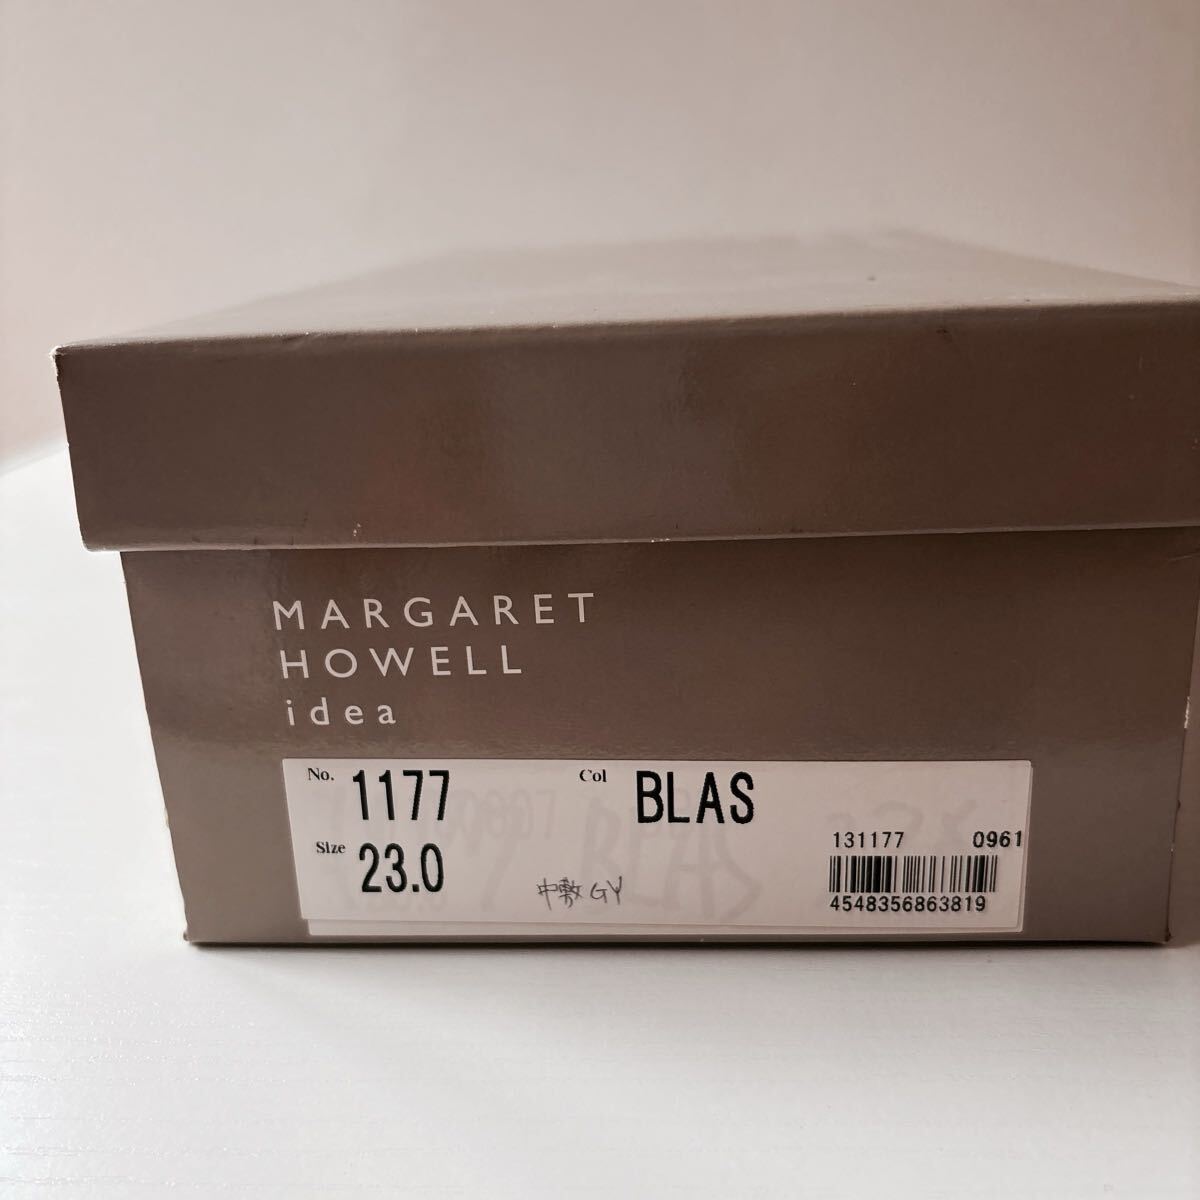 MARGARET
HOWELL
idea
No. 1177 Col BLAS
Size 23.0
中敷GY
131177 0961
4548356863819